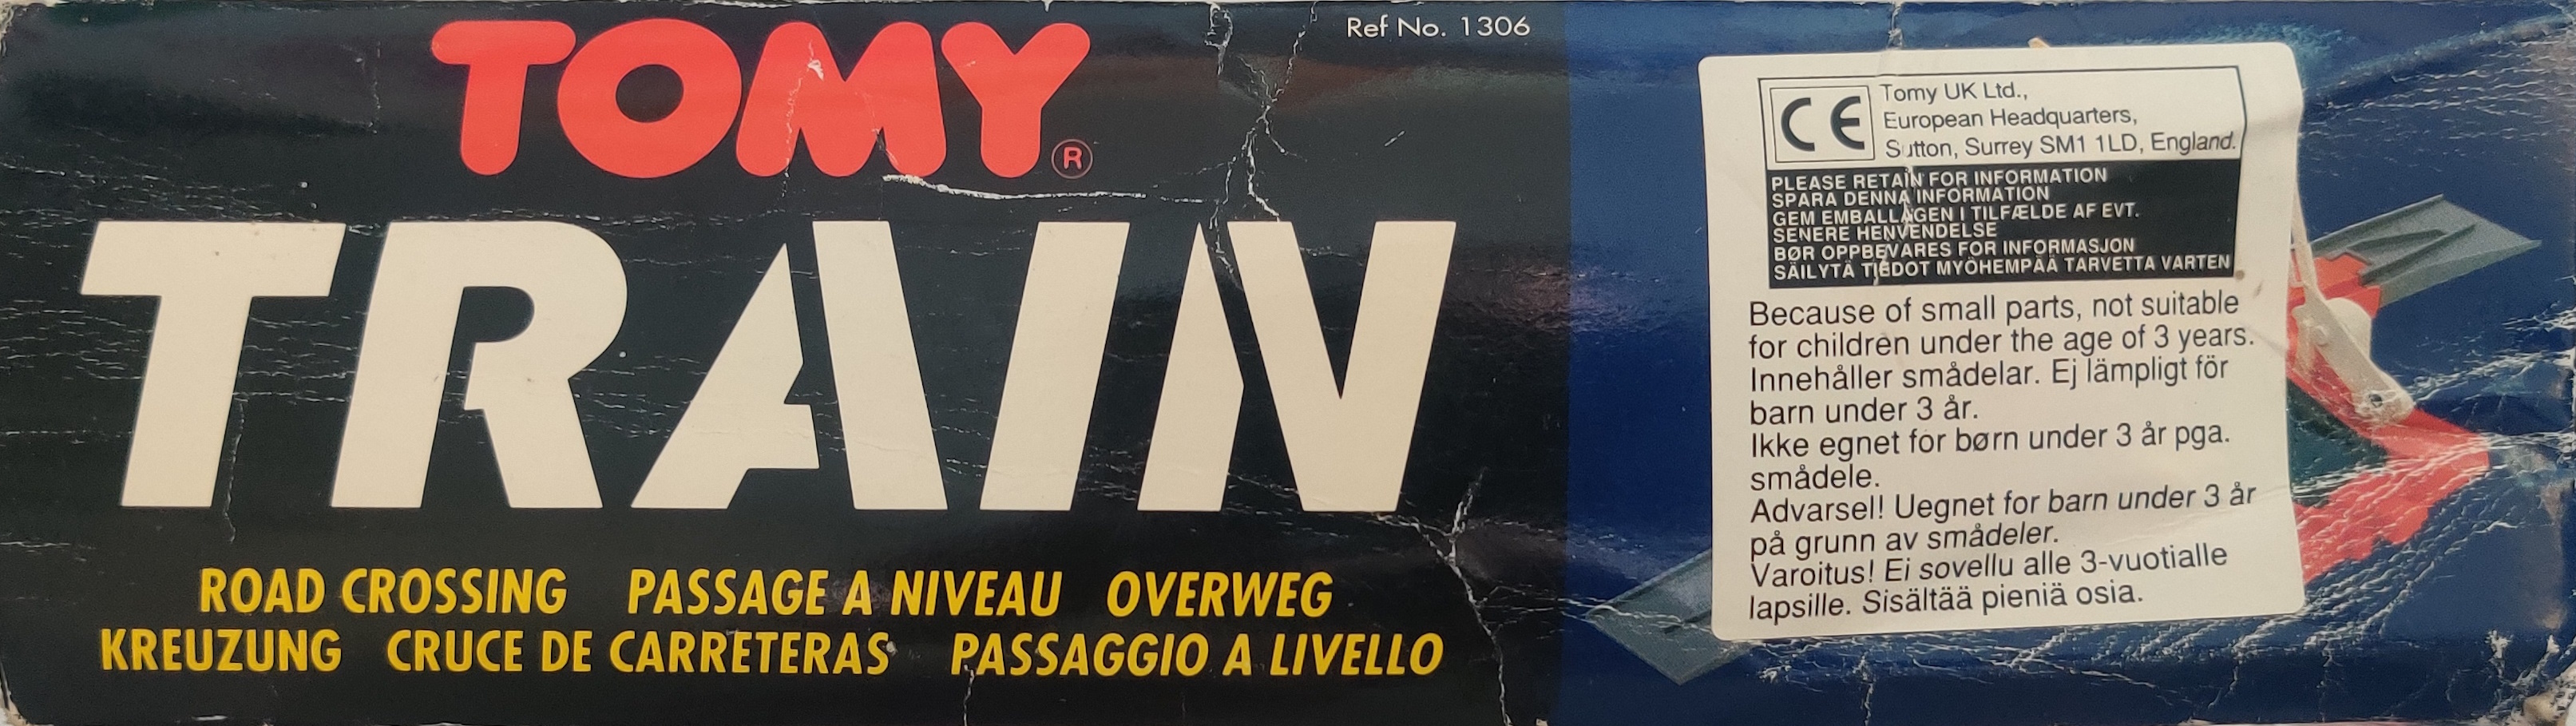 TOMY®
Ref No. 1306
TRAIN
ROAD CROSSING PASSAGE A NIVEAU OVERWEG
KREUZUNG CRUCE DE CARRETERAS PASSAGGIO A LIVELLO
CE
Tomy UK Ltd.,
European Headquarters,
Sutton, Surrey SM1 1LD, England.
PLEASE RETAIN FOR INFORMATION
SPARA DENNA INFORMATION
GEM EMBALLAGEN I TILFÆLDE AF EVT.
SENERE HENVENDELSE
BØR OPPBEVARES FOR INFORMASJON
SÄILYTÄ TIEDOT MYÖHEMPÄÄ TARVETTA VARTEN
Because of small parts, not suitable
for children under the age of 3 years.
Innehåller smådelar. Ej lämpligt för
barn under 3 år.
Ikke egnet for børn under 3 år pga.
smådele.
Advarsel! Uegnet for barn under 3 år
på grunn av smådeler.
Varoitus! Ei sovellu alle 3-vuotialle
lapsille. Sisältää pieniä osia.